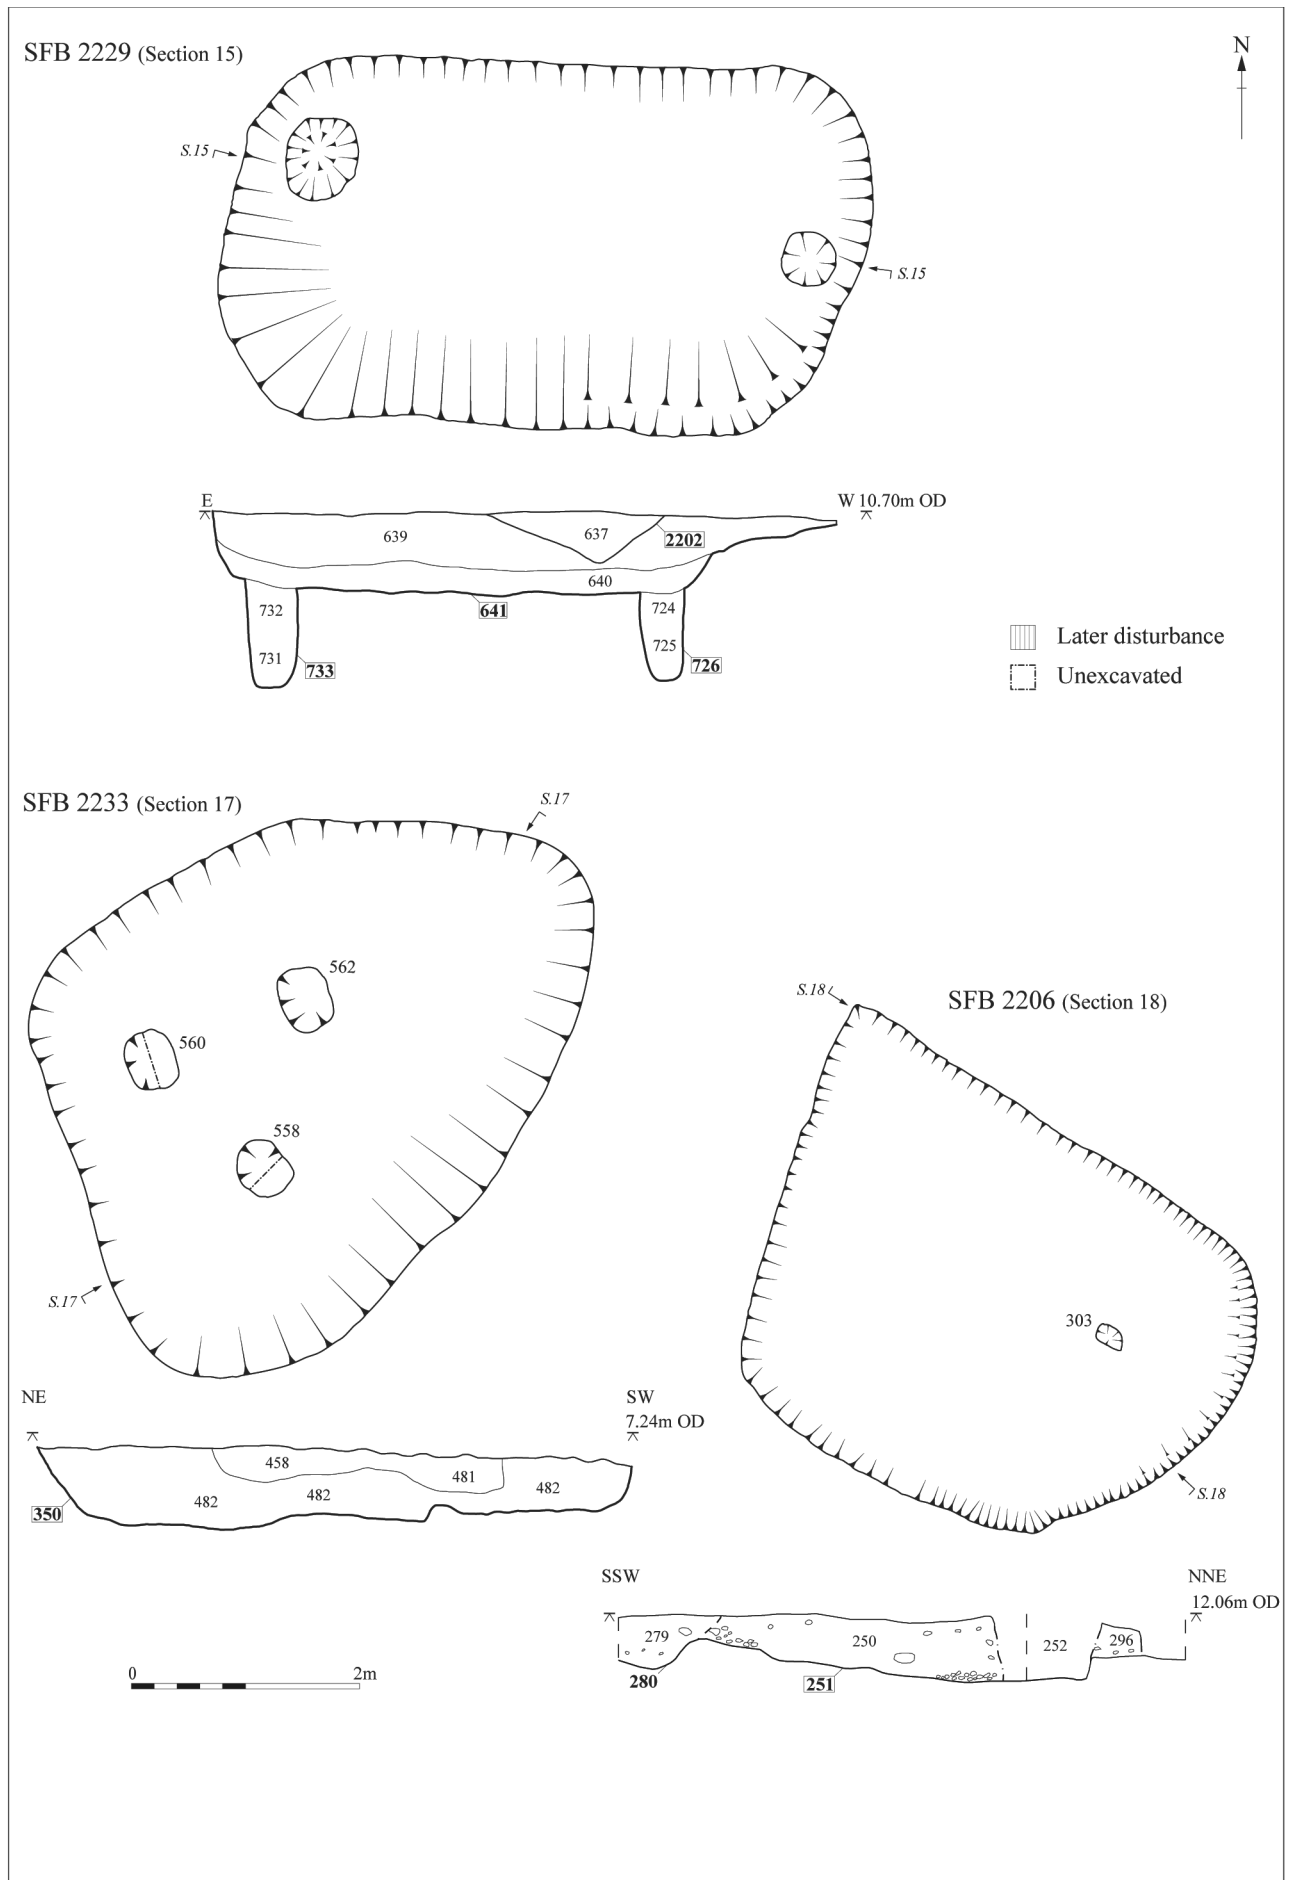 SFB 2229 (Section 15)
N
S.15
S.15
E
W 10.70m OD
639
637
2202
640
732
641
724
731
725
733
726
Later disturbance
Unexcavated
SFB 2233 (Section 17)
S.17
562
560
558
S.17
S.18
SFB 2206 (Section 18)
303
S.18
NE
SW
7.24m OD
458
481
482
482
482
350
SSW
NNE
12.06m OD
279
250
252
296
280
251
0
2m